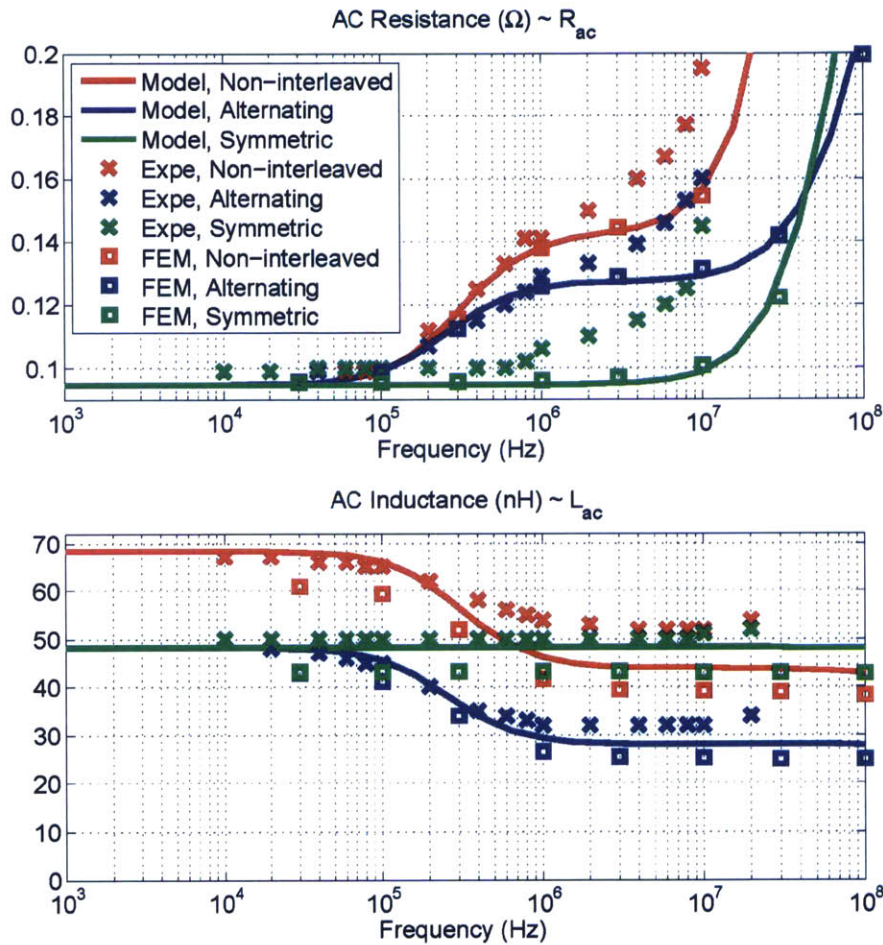 AC Resistance (Ω) ~ R_ac
0.2
0.18
0.16
0.14
0.12
0.1
Model, Non-interleaved
Model, Alternating
Model, Symmetric
Expe, Non-interleaved
Expe, Alternating
Expe, Symmetric
FEM, Non-interleaved
FEM, Alternating
FEM, Symmetric
10^3 10^4 10^5 10^6 10^7 10^8
Frequency (Hz)
AC Inductance (nH) ~ L_ac
70
60
50
40
30
20
10
0
10^3 10^4 10^5 10^6 10^7 10^8
Frequency (Hz)